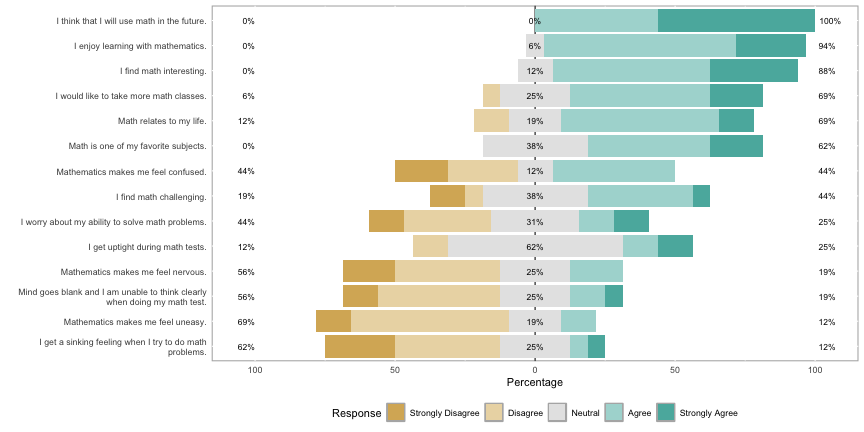 I think that I will use math in the future. 0% 0% 100%
I enjoy learning with mathematics. 0% 6% 94%
I find math interesting. 0% 12% 88%
I would like to take more math classes. 6% 25% 69%
Math relates to my life. 12% 19% 69%
Math is one of my favorite subjects. 0% 38% 62%
Mathematics makes me feel confused. 44% 12% 44%
I find math challenging. 19% 38% 44%
I worry about my ability to solve math problems. 44% 31% 25%
I get uptight during math tests. 12% 62% 25%
Mathematics makes me feel nervous. 56% 25% 19%
Mind goes blank and I am unable to think clearly
when doing my math test. 56% 25% 19%
Mathematics makes me feel uneasy. 69% 19% 12%
I get a sinking feeling when I try to do math
problems. 62% 25% 12%
100 50 0 50 100
Percentage
Response Strongly Disagree Disagree Neutral Agree Strongly Agree